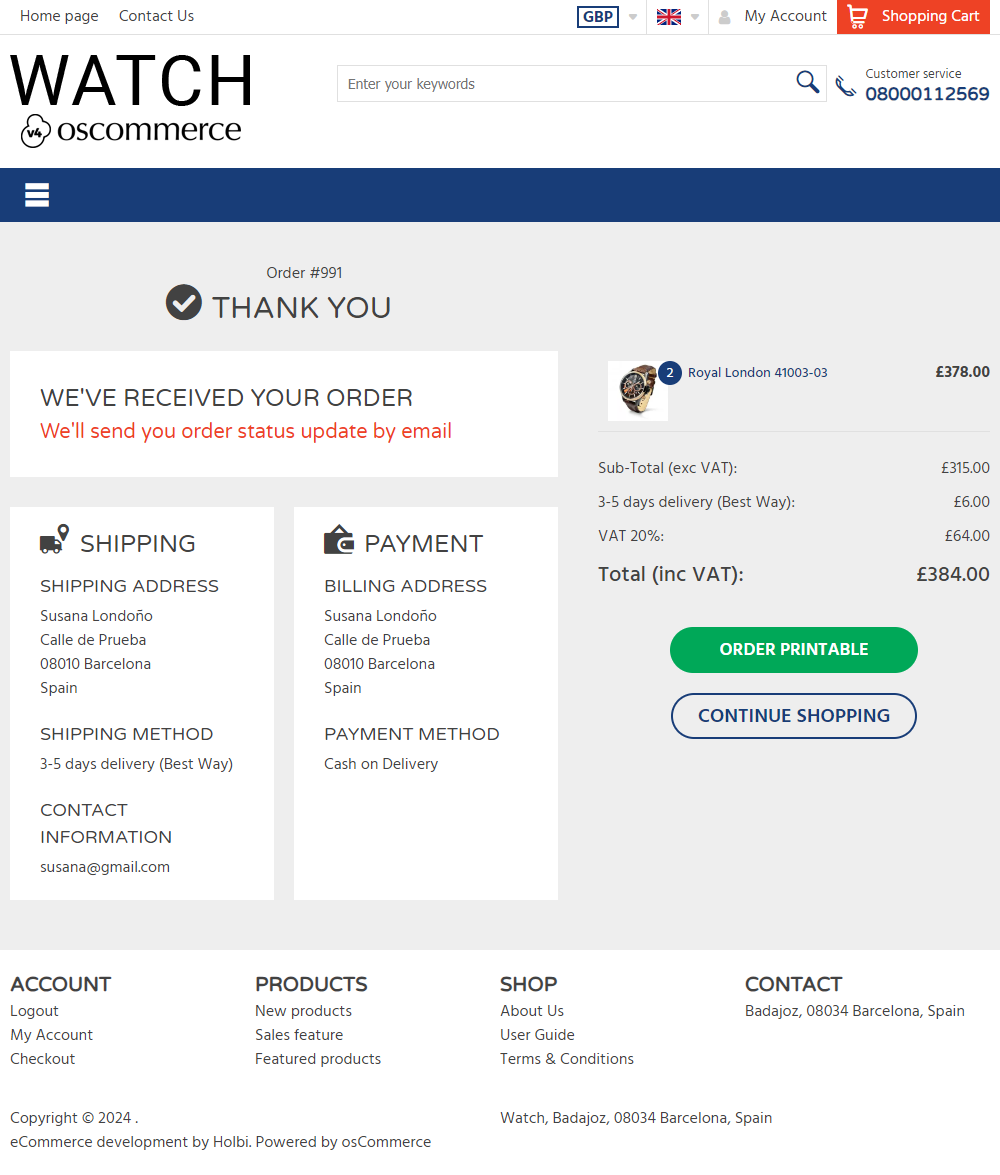 Home page Contact Us GBP My Account Shopping Cart
WATCH
v4 oscommerce
Enter your keywords
Customer service
08000112569
Order #991
THANK YOU
WE'VE RECEIVED YOUR ORDER
We'll send you order status update by email
SHIPPING
SHIPPING ADDRESS
Susana Londoño
Calle de Prueba
08010 Barcelona
Spain
SHIPPING METHOD
3-5 days delivery (Best Way)
CONTACT
INFORMATION
susana@gmail.com
PAYMENT
BILLING ADDRESS
Susana Londoño
Calle de Prueba
08010 Barcelona
Spain
PAYMENT METHOD
Cash on Delivery
2 Royal London 41003-03 £378.00
Sub-Total (exc VAT): £315.00
3-5 days delivery (Best Way): £6.00
VAT 20%: £64.00
Total (inc VAT): £384.00
ORDER PRINTABLE
CONTINUE SHOPPING
ACCOUNT
Logout
My Account
Checkout
PRODUCTS
New products
Sales feature
Featured products
SHOP
About Us
User Guide
Terms & Conditions
CONTACT
Badajoz, 08034 Barcelona, Spain
Copyright © 2024 .
eCommerce development by Holbi. Powered by osCommerce
Watch, Badajoz, 08034 Barcelona, Spain